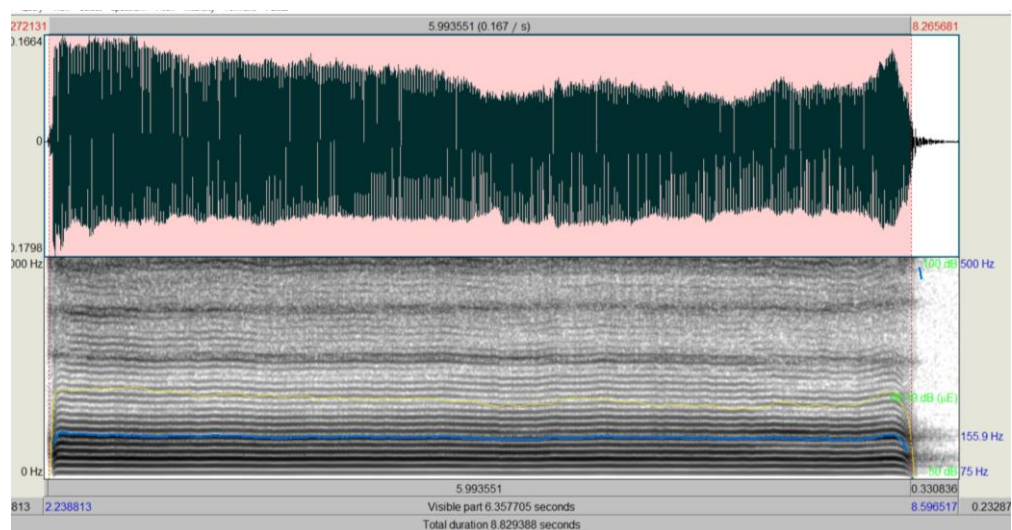 272131 5.993551 (0.167 / s) 8.265681
0.1664
0
0.1798
000 Hz 100 dB 500 Hz
dB (µE)
155.9 Hz
0 Hz 50 dB 75 Hz
5.993551 0.330836
813 2.238813 Visible part 6.357705 seconds 8.596517 0.23287
Total duration 8.829388 seconds